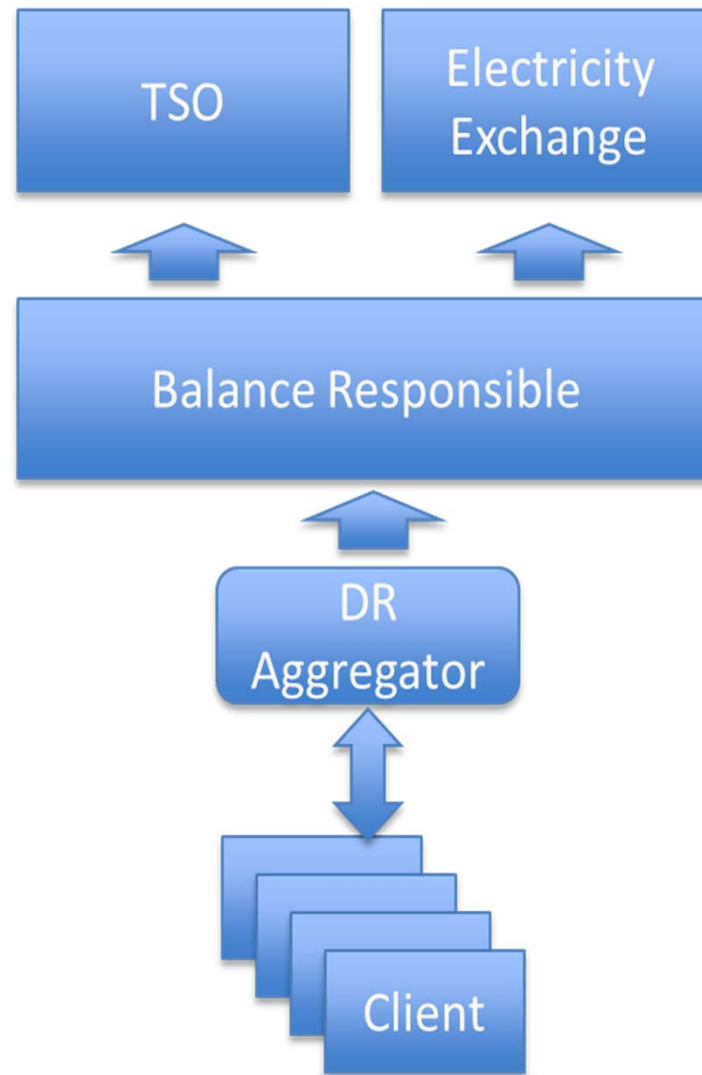 TSO
Electricity
Exchange
Balance Responsible
DR
Aggregator
Client